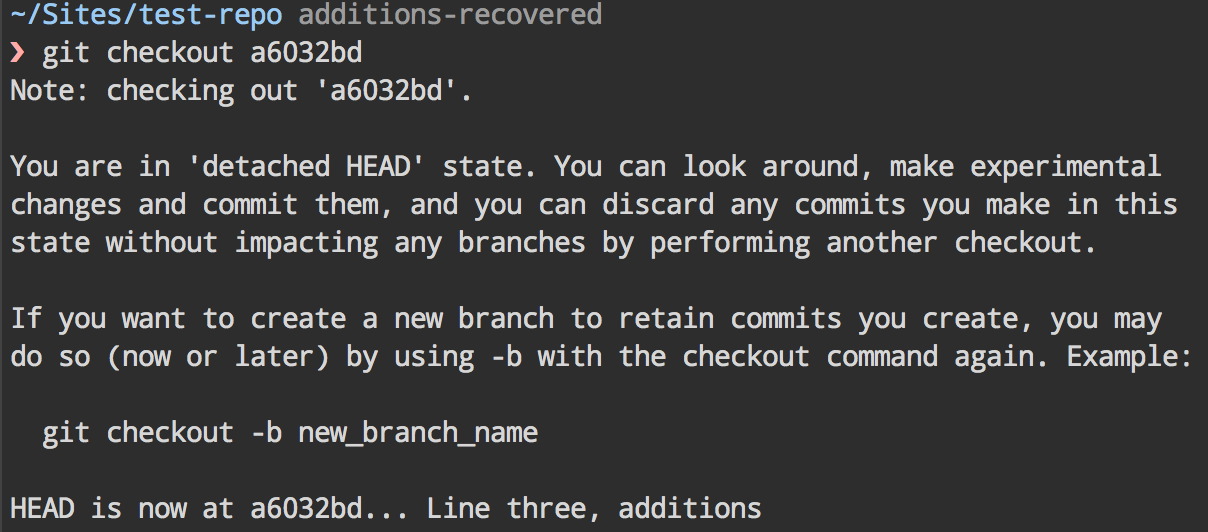 ~/Sites/test-repo additions-recovered
❯ git checkout a6032bd
Note: checking out 'a6032bd'.
You are in 'detached HEAD' state. You can look around, make experimental
changes and commit them, and you can discard any commits you make in this
state without impacting any branches by performing another checkout.
If you want to create a new branch to retain commits you create, you may
do so (now or later) by using -b with the checkout command again. Example:
git checkout -b new_branch_name
HEAD is now at a6032bd... Line three, additions